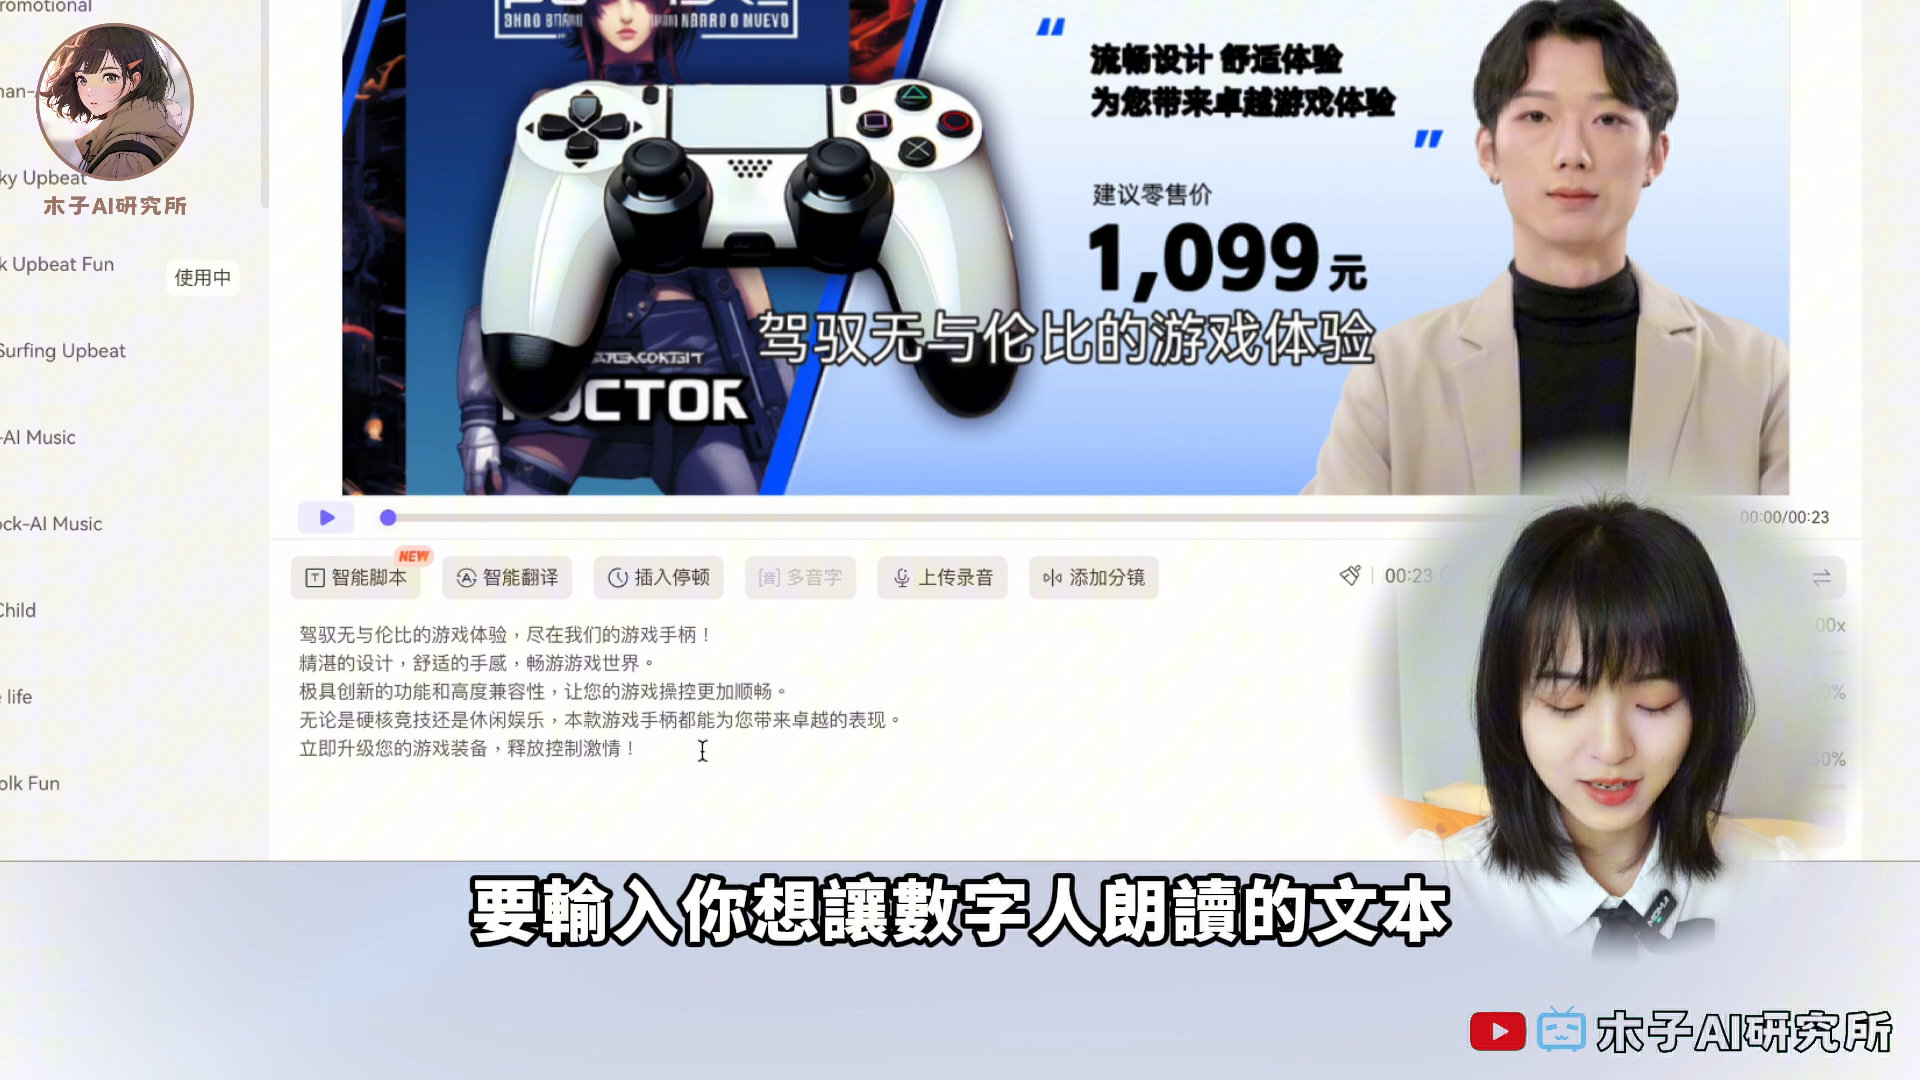 romotional
木子AI研究所
ky Upbeat
k Upbeat Fun
使用中
Surfing Upbeat
-AI Music
ock-AI Music
Child
life
olk Fun
流畅设计 舒适体验
为您带来卓越游戏体验
建议零售价
1,099元
驾驭无与伦比的游戏体验
00:00/00:23
智能脚本
NEW
智能翻译
插入停顿
[音]多音字
上传录音
添加分镜
00:23
00x
0%
50%
驾驭无与伦比的游戏体验，尽在我们的游戏手柄！
精湛的设计，舒适的手感，畅游游戏世界。
极具创新的功能和高度兼容性，让您的游戏操控更加顺畅。
无论是硬核竞技还是休闲娱乐，本款游戏手柄都能为您带来卓越的表现。
立即升级您的游戏装备，释放控制激情！
要輸入你想讓數字人朗讀的文本
木子AI研究所